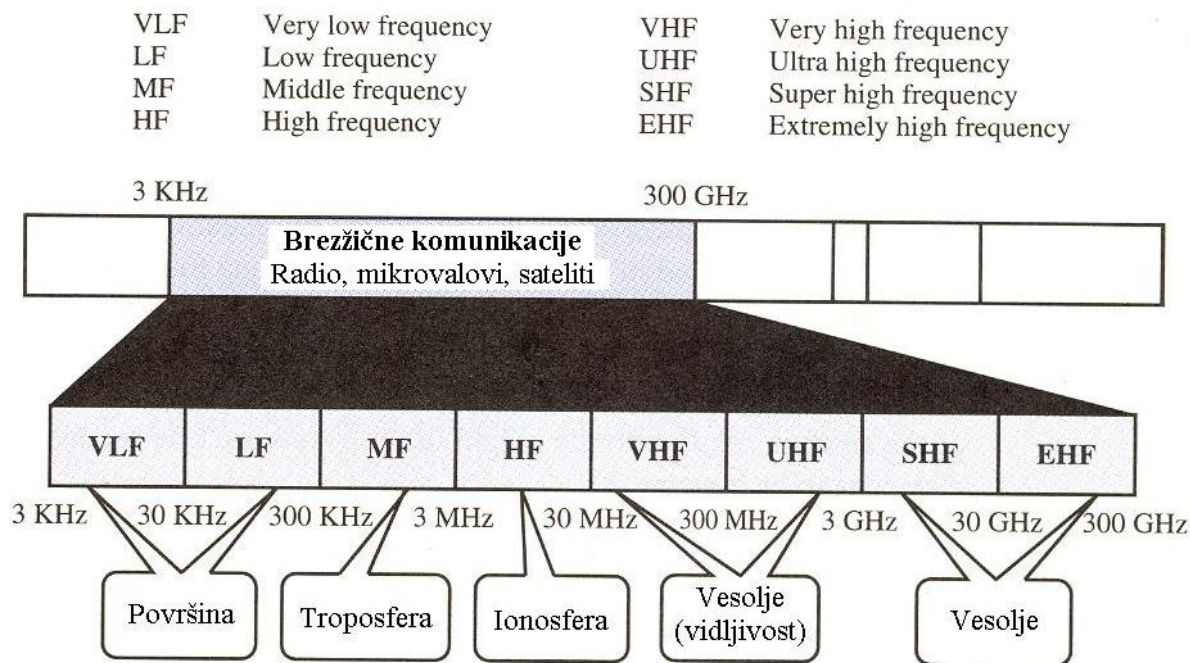 VLF Very low frequency
LF Low frequency
MF Middle frequency
HF High frequency
VHF Very high frequency
UHF Ultra high frequency
SHF Super high frequency
EHF Extremely high frequency
3 KHz 300 GHz
Brezžične komunikacije
Radio, mikrovalovi, sateliti
VLF LF MF HF VHF UHF SHF EHF
3 KHz 30 KHz 300 KHz 3 MHz 30 MHz 300 MHz 3 GHz 30 GHz 300 GHz
Površina
Troposfera
Ionosfera
Vesolje
(vidljivost)
Vesolje